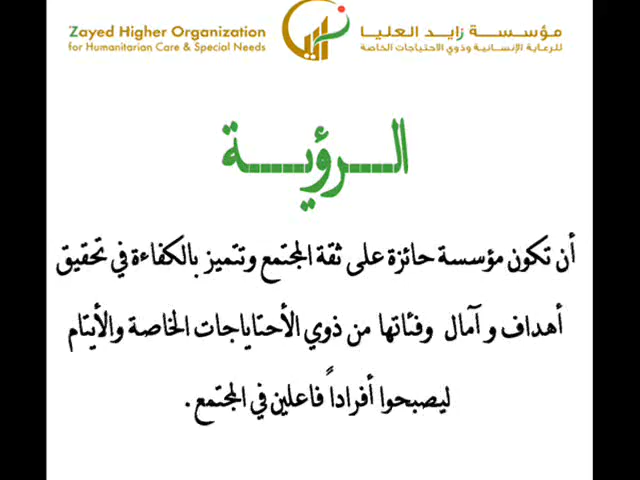 Zayed Higher Organization
for Humanitarian Care & Special Needs
مؤسسة زايد العليا
للرعاية الإنسانية وذوي الاحتياجات الخاصة
الرؤية
أن تكون مؤسسة حائزة على ثقة المجتمع وتتميز بالكفاءة في تحقيق
أهداف و آمال وفئاتها من ذوي الأحتاياجات الخاصة والأيتام
ليصبحوا أفراداً فاعلين في المجتمع .